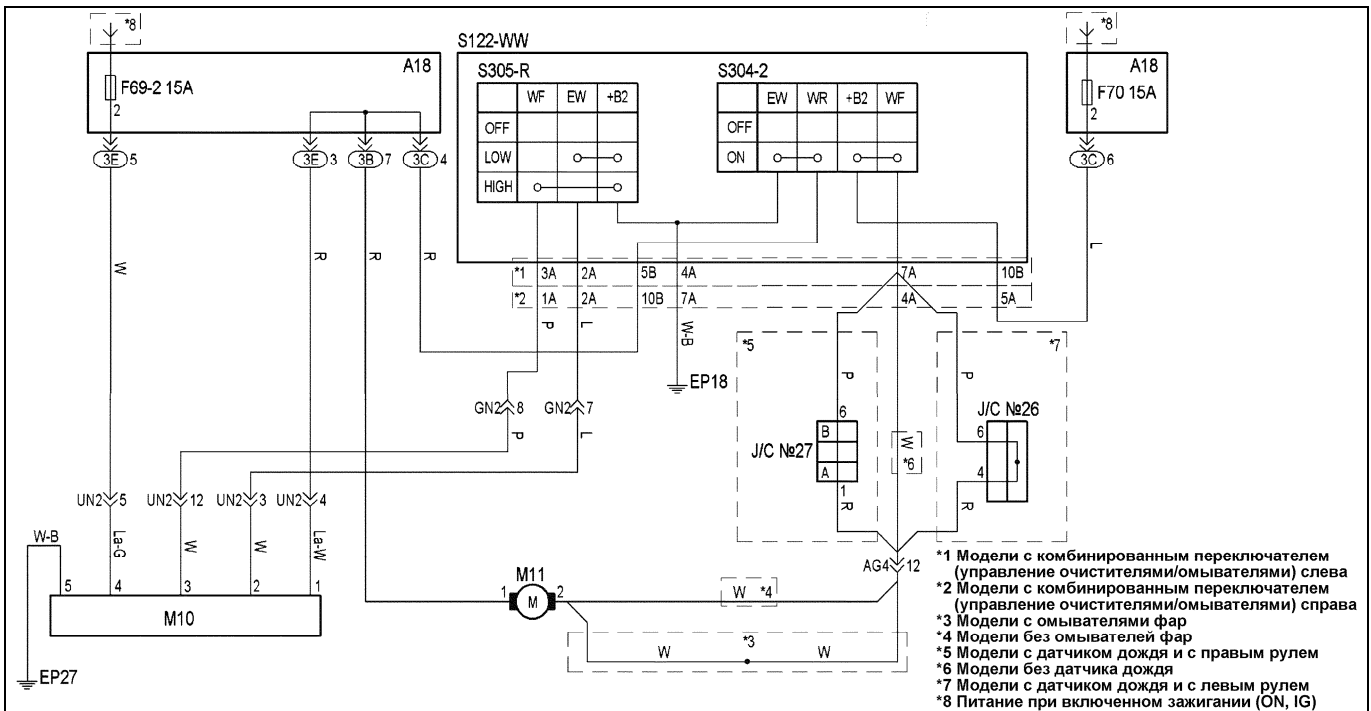 *8
*8
S122-WW
A18
S305-R
S304-2
A18
F69-2 15A
WF EW +B2
EW WR +B2 WF
F70 15A
2
OFF
OFF
2
LOW
ON
3E 5
3E 3
3B 7
3C 4
HIGH
3C 6
W
R
R
R
L
*1 3A 2A 5B 4A 7A 10B
*2 1A 2A 10B 7A 4A 5A
P
L
W-B
*5
*7
EP18
P
P
GN2 8
GN2 7
J/C №26
P
L
6
W
6
B
J/C №27
*6
A
4
UN2 5
UN2 12
UN2 3
UN2 4
1
R
R
W-B
La-G
W
W
La-W
*1 Модели с комбинированным переключателем
(управление очистителями/омывателями) слева
*2 Модели с комбинированным переключателем
(управление очистителями/омывателями) справа
*3 Модели с омывателями фар
*4 Модели без омывателей фар
*5 Модели с датчиком дождя и с правым рулем
*6 Модели без датчика дождя
*7 Модели с датчиком дождя и с левым рулем
*8 Питание при включенном зажигании (ON, IG)
AG4 12
M11
5 4 3 2 1
1 M 2
W *4
M10
*3
W W
EP27